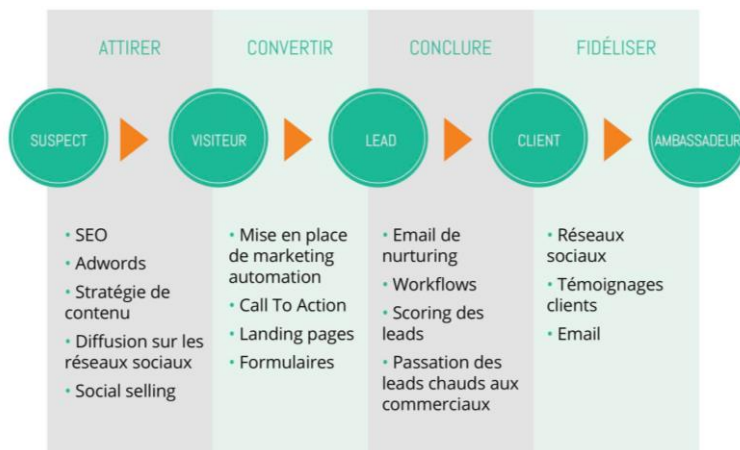 ATTIRER
CONVERTIR
CONCLURE
FIDÉLISER
SUSPECT
VISITEUR
LEAD
CLIENT
AMBASSADEUR
• SEO
• Adwords
• Stratégie de
contenu
• Diffusion sur les
réseaux sociaux
• Social selling
• Mise en place
de marketing
automation
• Call To Action
• Landing pages
• Formulaires
• Email de
nurturing
• Workflows
• Scoring des
leads
• Passation des
leads chauds aux
commerciaux
• Réseaux
sociaux
• Témoignages
clients
• Email